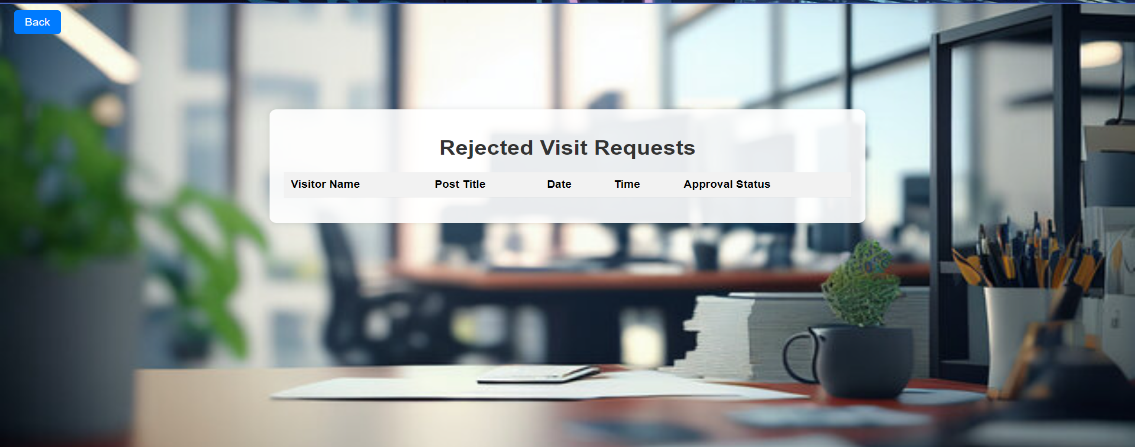 Back
Rejected Visit Requests
Visitor Name Post Title Date Time Approval Status